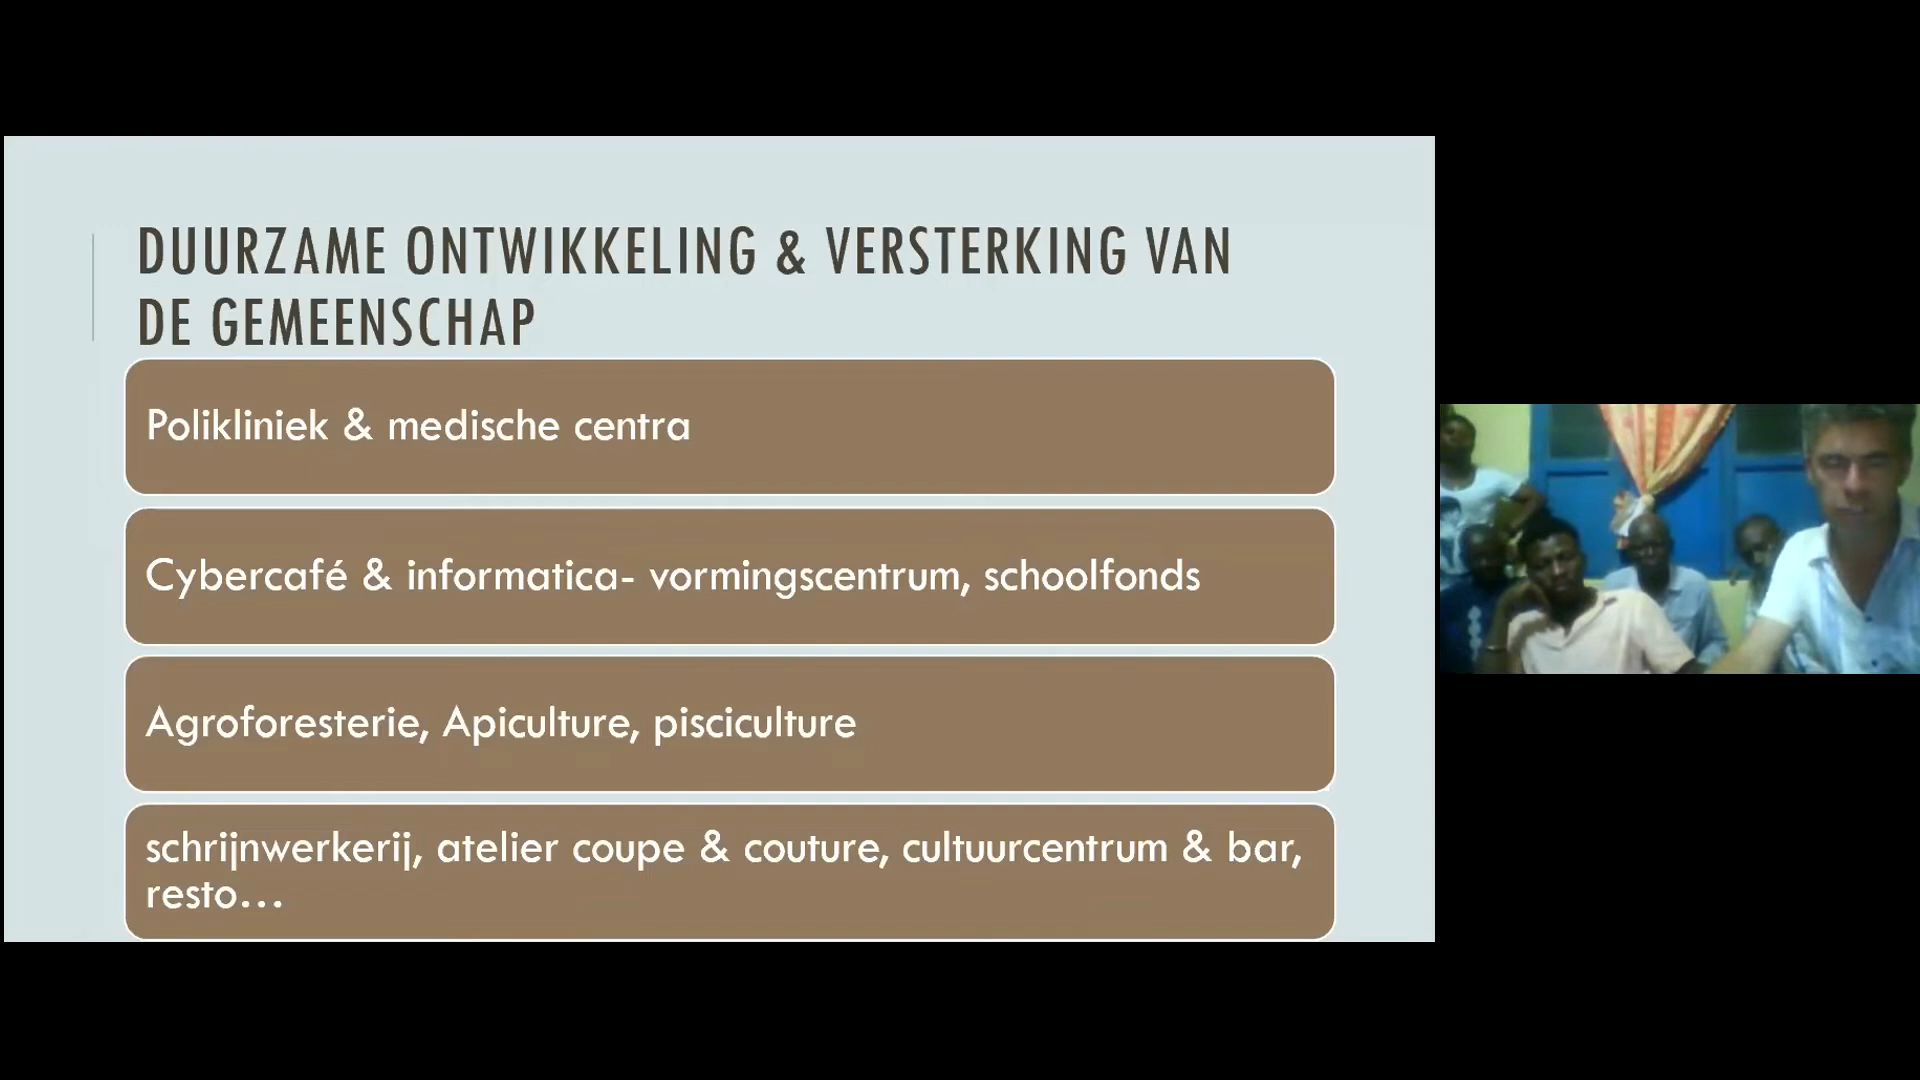 DUURZAME ONTWIKKELING & VERSTERKING VAN
DE GEMEENSCHAP
Polikliniek & medische centra
Cybercafé & informatica- vormingscentrum, schoolfonds
Agroforesterie, Apiculture, pisciculture
schrijnwerkerij, atelier coupe & couture, cultuurcentrum & bar,
resto…